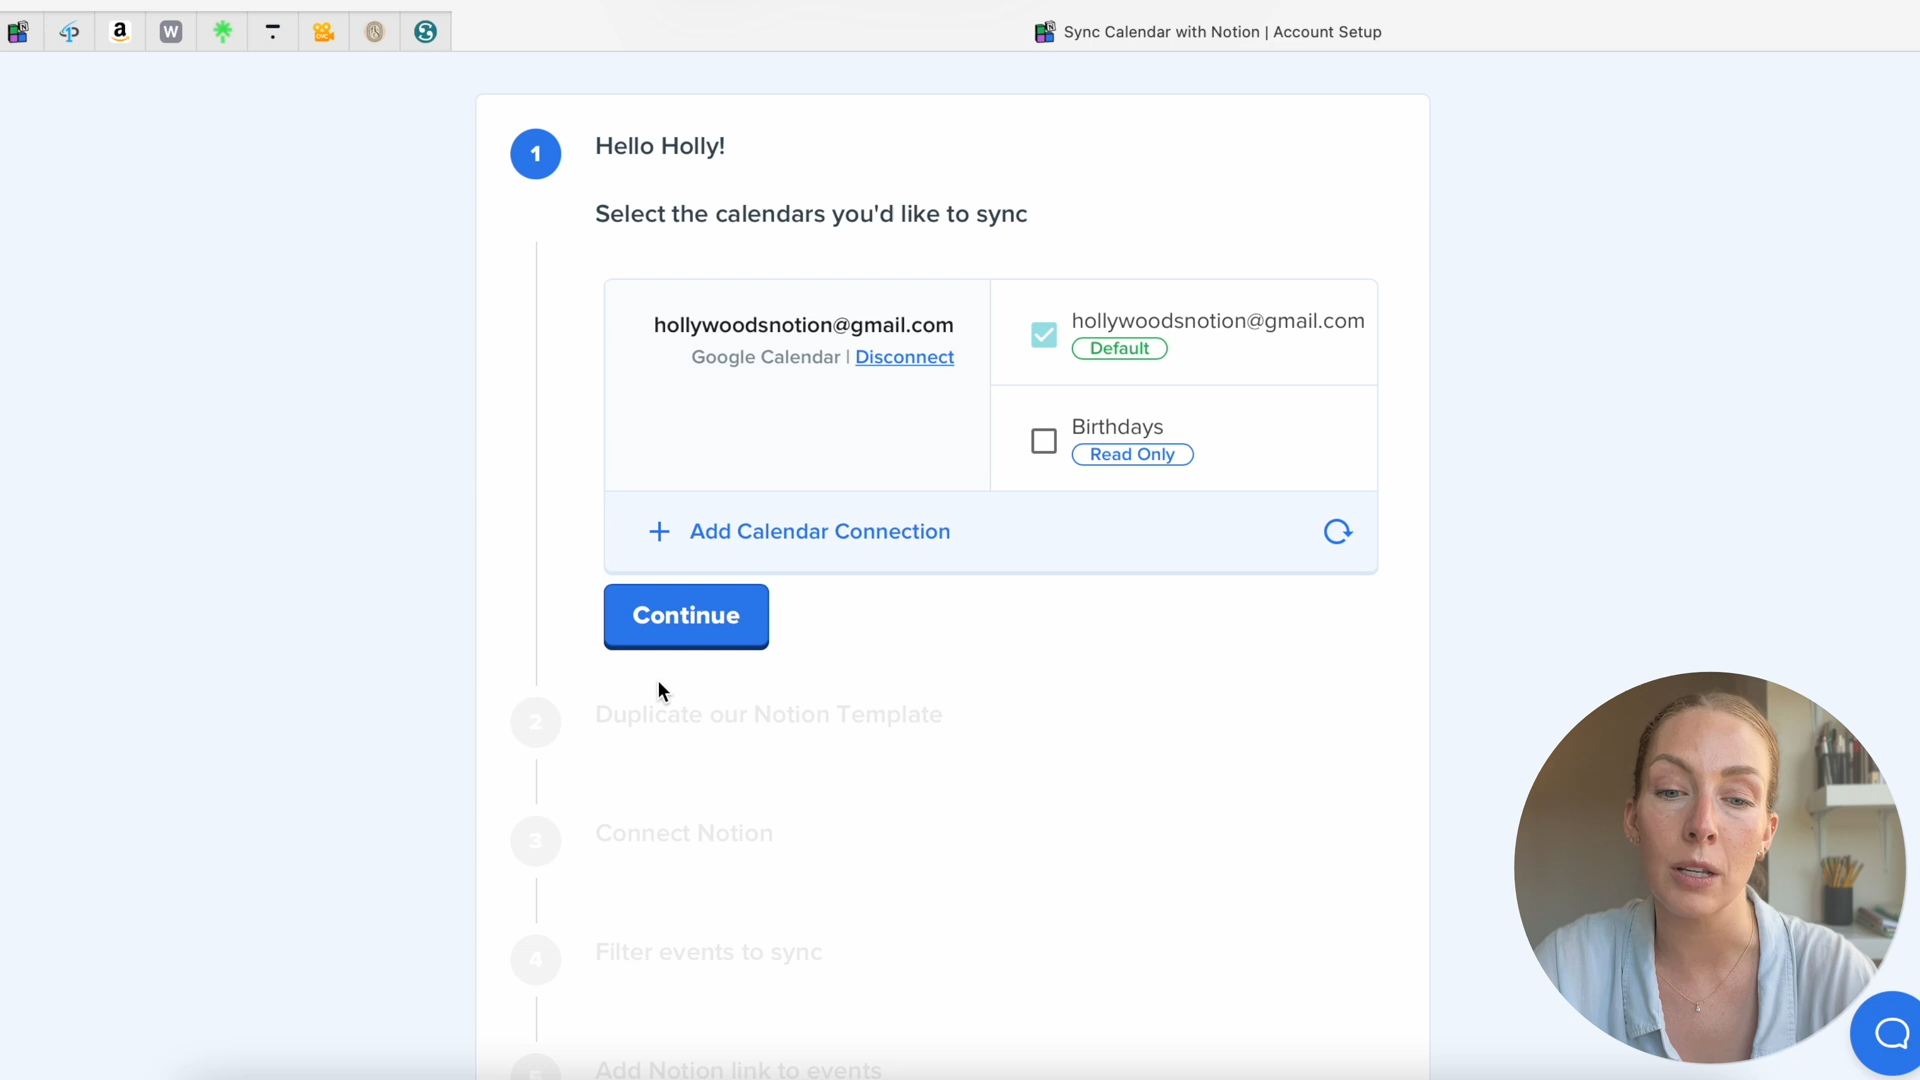 a
W
Sync Calendar with Notion | Account Setup
1
Hello Holly!
Select the calendars you'd like to sync
hollywoodsnotion@gmail.com
Google Calendar | Disconnect
hollywoodsnotion@gmail.com
Default
Birthdays
Read Only
+ Add Calendar Connection
Continue
2
Duplicate our Notion Template
3
Connect Notion
4
Filter events to sync
5
Add Notion link to events